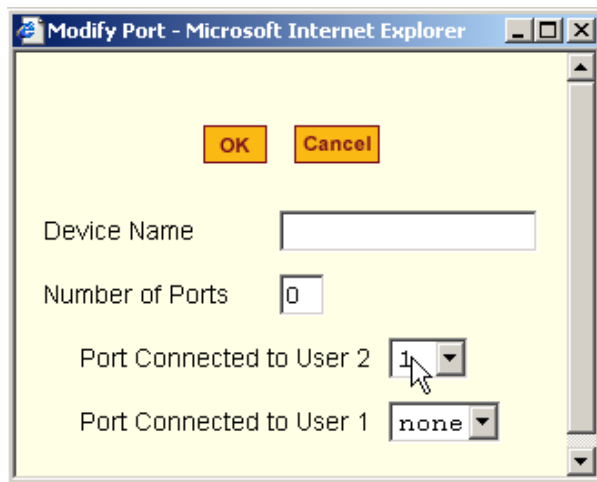 Modify Port - Microsoft Internet Explorer
OK Cancel
Device Name
Number of Ports 0
Port Connected to User 2 1
Port Connected to User 1 none